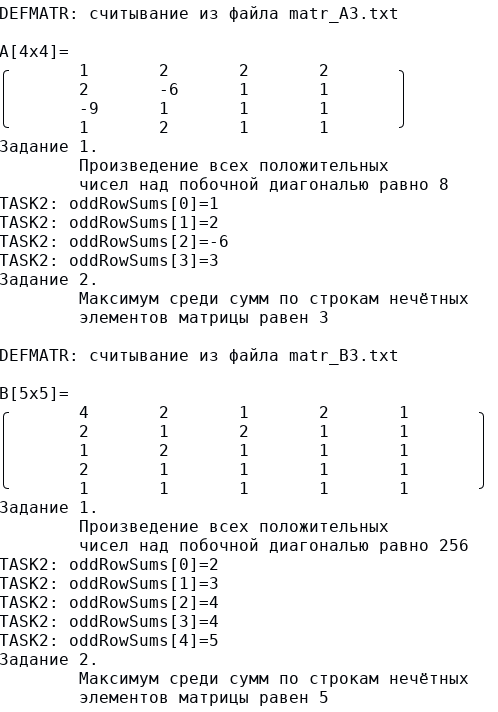 DEFMATR: считывание из файла matr_A3.txt
A[4x4]=
1 2 2 2
2 -6 1 1
-9 1 1 1
1 2 1 1
Задание 1.
Произведение всех положительных
чисел над побочной диагональю равно 8
TASK2: oddRowSums[0]=1
TASK2: oddRowSums[1]=2
TASK2: oddRowSums[2]=-6
TASK2: oddRowSums[3]=3
Задание 2.
Максимум среди сумм по строкам нечётных
элементов матрицы равен 3
DEFMATR: считывание из файла matr_B3.txt
B[5x5]=
4 2 1 2 1
2 1 2 1 1
1 2 1 1 1
2 1 1 1 1
1 1 1 1 1
Задание 1.
Произведение всех положительных
чисел над побочной диагональю равно 256
TASK2: oddRowSums[0]=2
TASK2: oddRowSums[1]=3
TASK2: oddRowSums[2]=4
TASK2: oddRowSums[3]=4
TASK2: oddRowSums[4]=5
Задание 2.
Максимум среди сумм по строкам нечётных
элементов матрицы равен 5